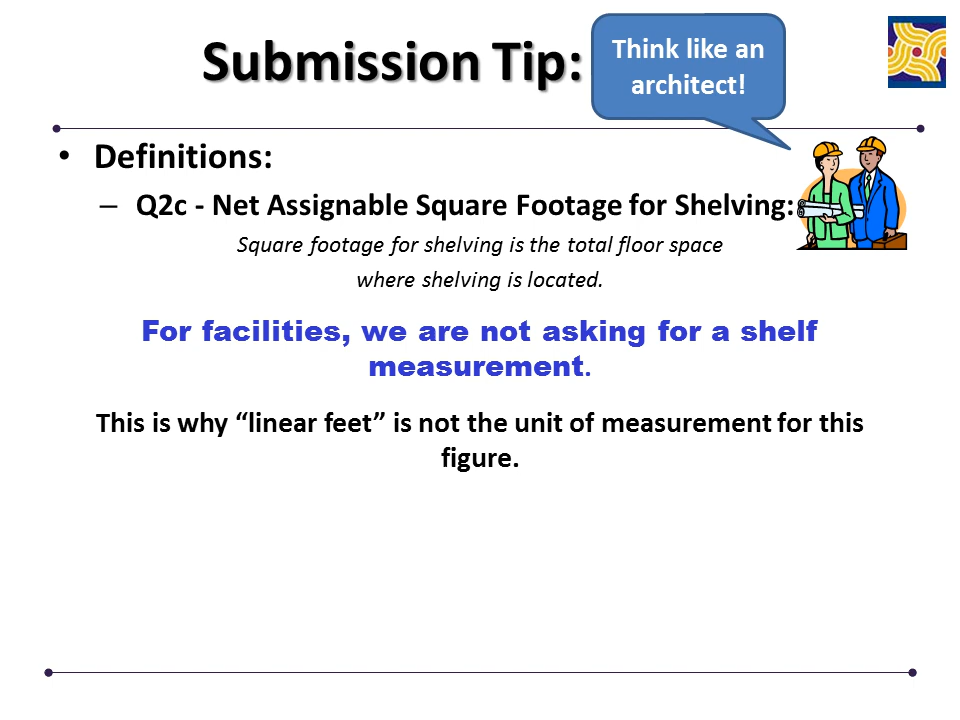 Submission Tip:
Think like an
architect!
• Definitions:
– Q2c - Net Assignable Square Footage for Shelving:
Square footage for shelving is the total floor space
where shelving is located.
For facilities, we are not asking for a shelf
measurement.
This is why “linear feet” is not the unit of measurement for this
figure.